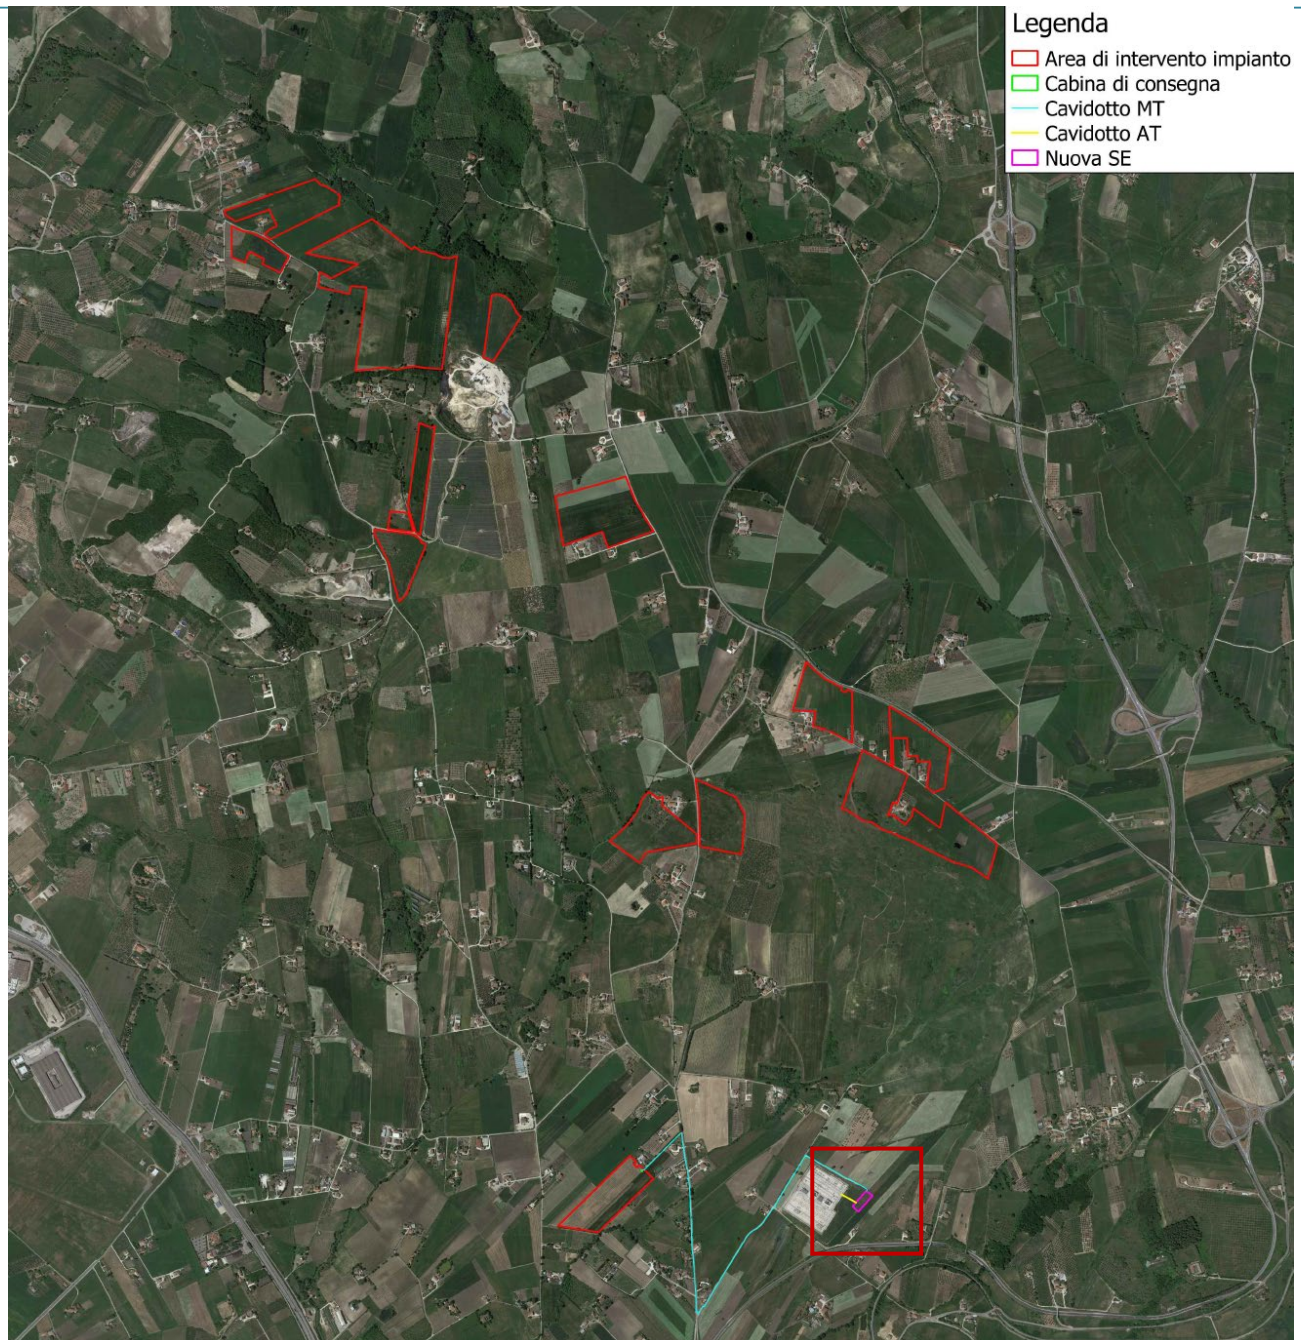 Legenda
Area di intervento impianto
Cabina di consegna
Cavidotto MT
Cavidotto AT
Nuova SE